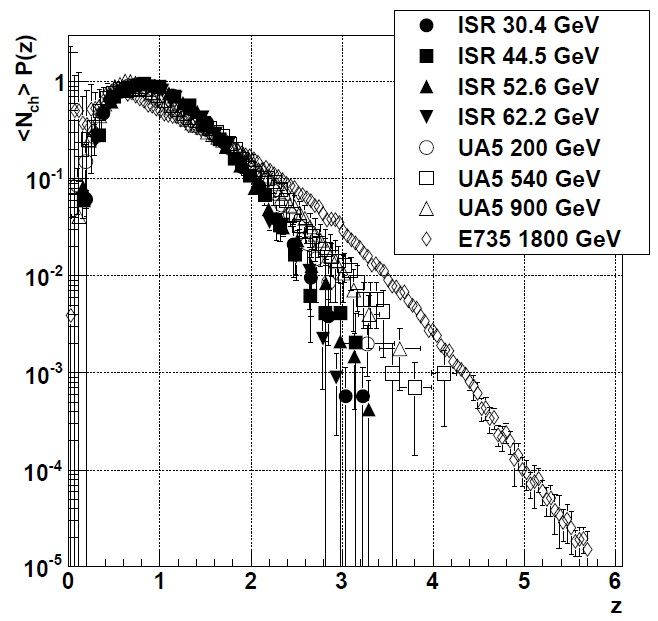 ISR 30.4 GeV
ISR 44.5 GeV
ISR 52.6 GeV
ISR 62.2 GeV
UA5 200 GeV
UA5 540 GeV
UA5 900 GeV
E735 1800 GeV
<N_ch> P(z)
1
10^-1
10^-2
10^-3
10^-4
10^-5
0 1 2 3 4 5 6
z